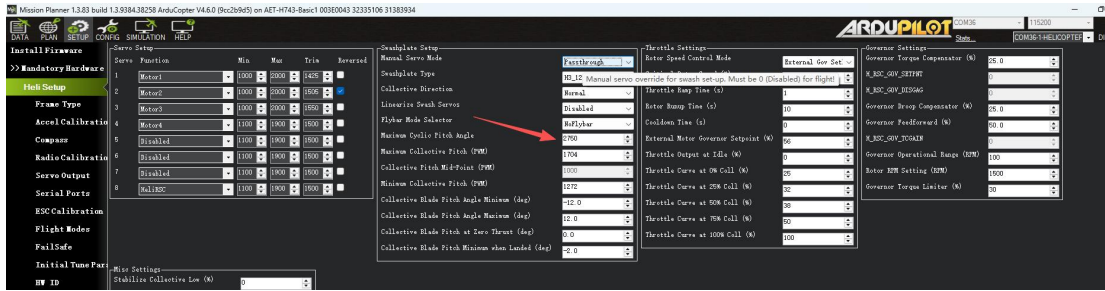 Mission Planner 1.3.83 build 1.3.9384.38258 ArduCopter V4.6.0 (9cc2b9d5) on AET-H743-Basic1 003E0043 32335106 31383934
DATA PLAN SETUP CONFIG SIMULATION HELP
ARDUPILOT
COM36 115200
Stats... COM36-1-HELICOPTER DI
Install Firmware
>> Mandatory Hardware
Heli Setup
Frame Type
Accel Calibratio
Compass
Radio Calibratio
Servo Output
Serial Ports
ESC Calibration
Flight Modes
FailSafe
Initial Tune Par
HW ID
Servo Setup
Servo Function Min Max Trim Reversed
1 Motor1 1000 2000 1425
2 Motor2 1000 2000 1505
3 Motor3 1000 2000 1550
4 Motor4 1100 1900 1500
5 Disabled 1100 1900 1500
6 Disabled 1100 1900 1500
7 Disabled 1100 1900 1500
8 HeliRSC 1100 1900 1500
Misc Settings
Stabilize Collective Low (%) 0
Swashplate Setup
Manual Servo Mode Passthrough
Swashplate Type H3_12
Manual servo override for swash set-up. Must be 0 (Disabled) for flight!
Collective Direction Normal
Linearize Swash Servos Disabled
Flybar Mode Selector NoFlybar
Maximum Cyclic Pitch Angle 2750
Maximum Collective Pitch (PWM) 1704
Collective Pitch Mid-Point (PWM) 1000
Minimum Collective Pitch (PWM) 1272
Collective Blade Pitch Angle Minimum (deg) -12.0
Collective Blade Pitch Angle Maximum (deg) 12.0
Collective Blade Pitch at Zero Thrust (deg) 0.0
Collective Blade Pitch Minimum when Landed (deg) -2.0
Throttle Settings
Rotor Speed Control Mode External Gov Set
Throttle Ramp Time (s) 1
Rotor Runup Time (s) 10
Cooldown Time (s) 0
External Motor Governor Setpoint (%) 56
Throttle Output at Idle (%) 0
Throttle Curve at 0% Coll (%) 25
Throttle Curve at 25% Coll (%) 32
Throttle Curve at 50% Coll (%) 38
Throttle Curve at 75% Coll (%) 50
Throttle Curve at 100% Coll (%) 100
Governor Settings
Governor Torque Compensator (%) 25.0
H_RSC_GOV_SETPNT 0
H_RSC_GOV_DISGAG 0
Governor Droop Compensator (%) 25.0
Governor Feedforward (%) 50.0
H_RSC_GOV_TCGAIN 0
Governor Operational Range (RPM) 100
Rotor RPM Setting (RPM) 1500
Governor Torque Limiter (%) 30